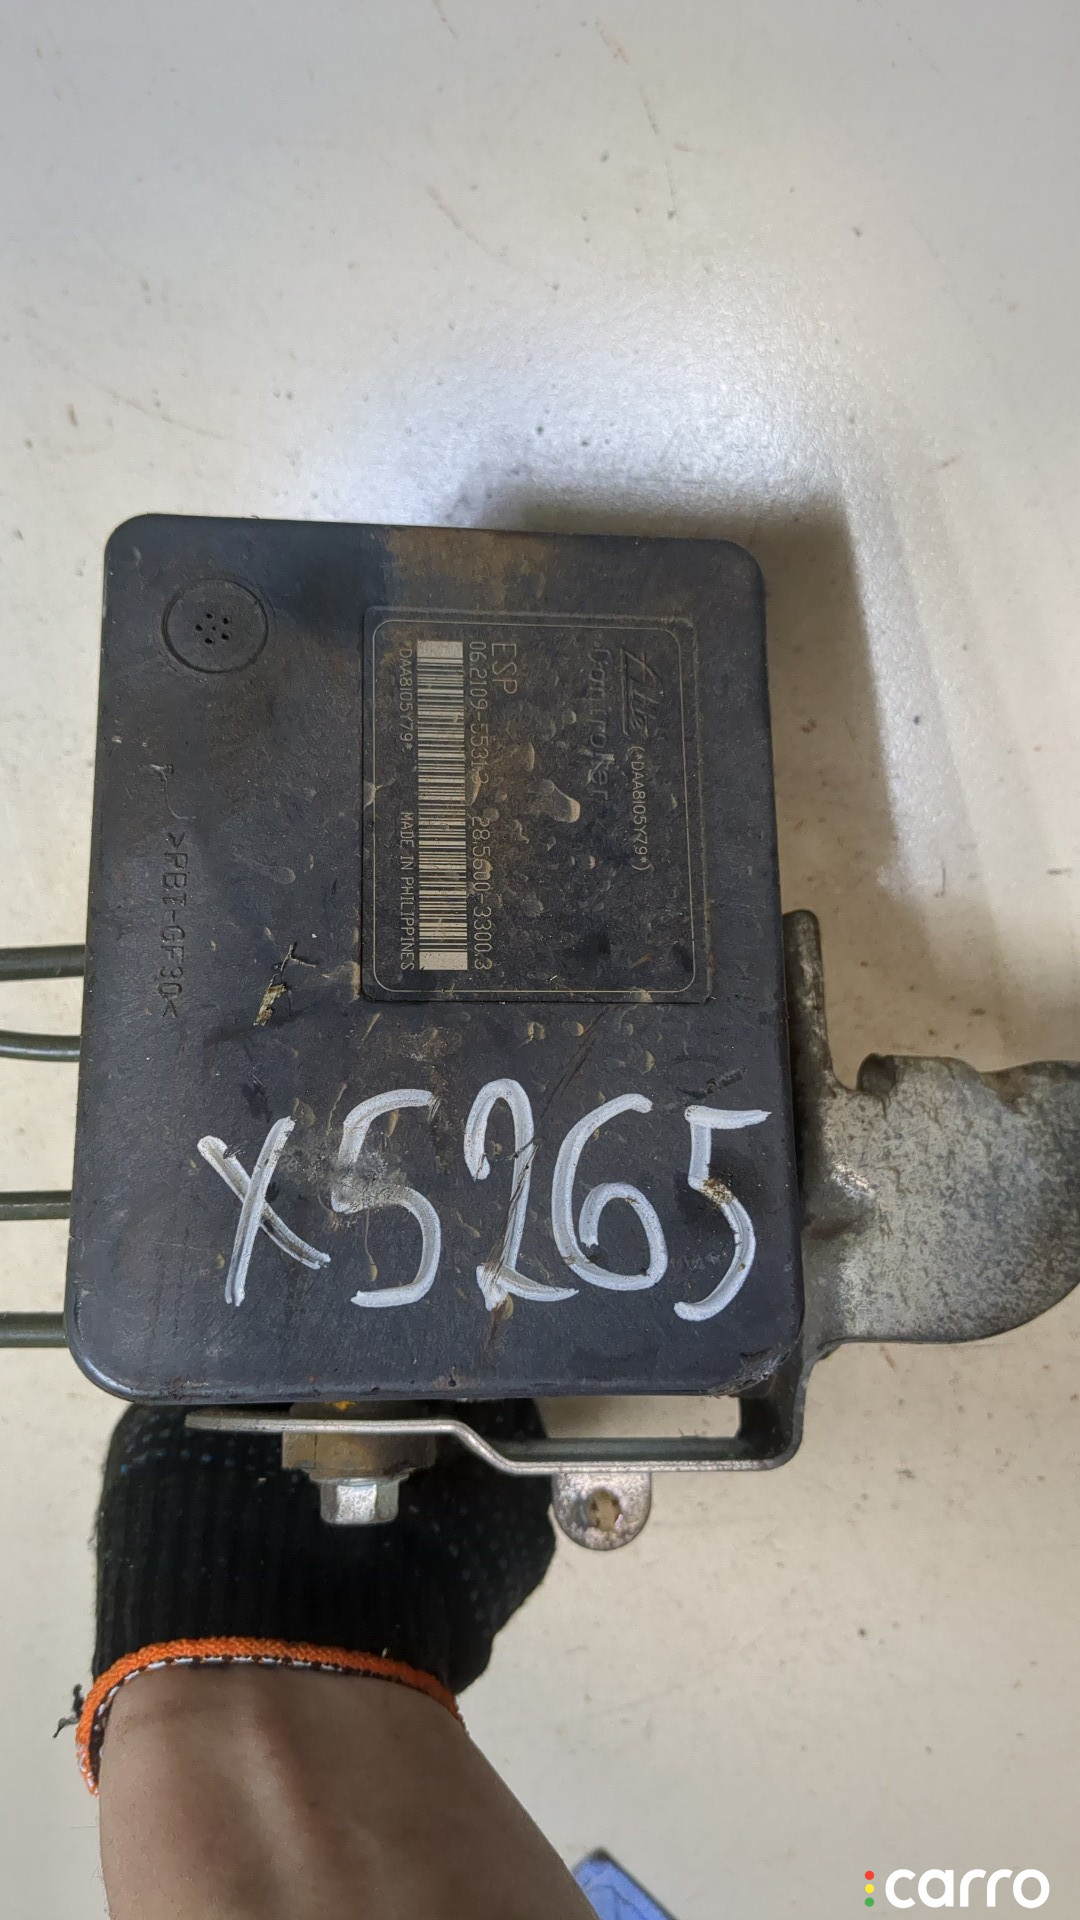 Ate (*DAA8105Y79*)
Controller
ESP
06.2109-5531.3 28.5600-3300.3
*DAA8105Y79* MADE IN PHILIPPINES
>PBT-GF30<
X5265
carro